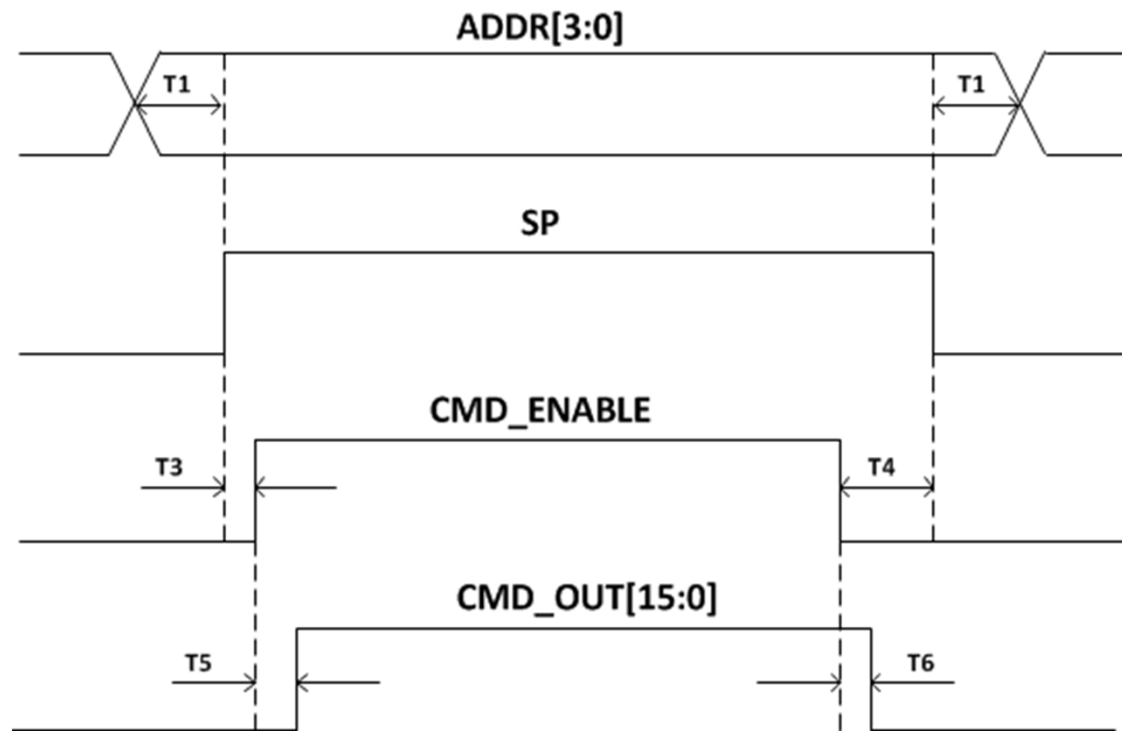 ADDR[3:0]
T1
T1
SP
CMD_ENABLE
T3
T4
CMD_OUT[15:0]
T5
T6